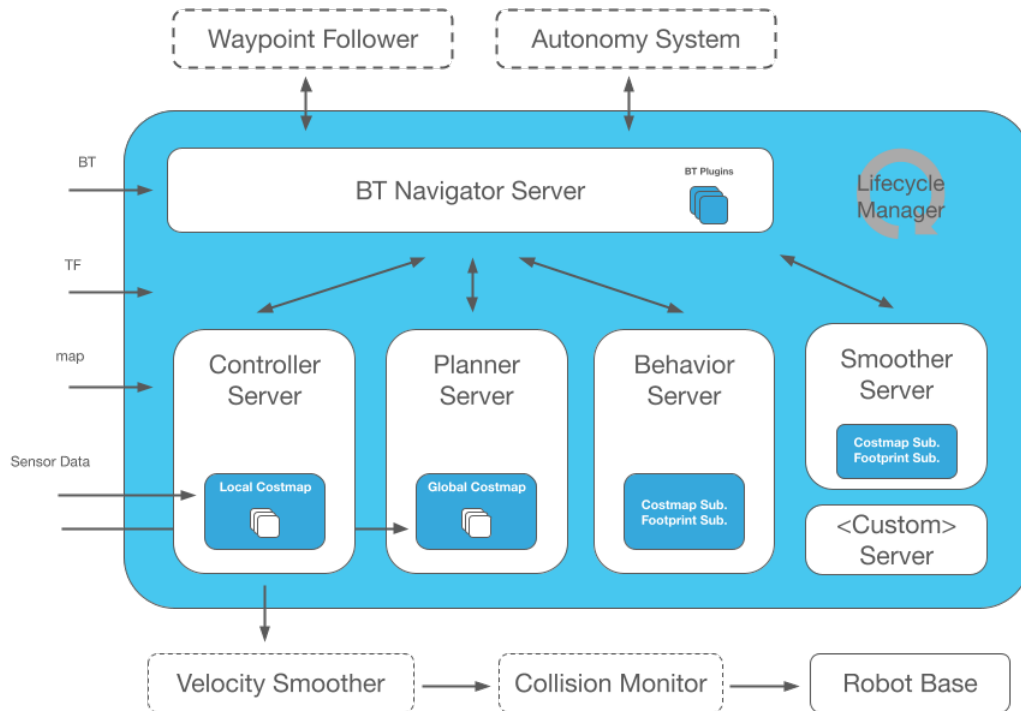 Waypoint Follower
Autonomy System
BT
BT Navigator Server
BT Plugins
Lifecycle
Manager
TF
map
Sensor Data
Controller
Server
Local Costmap
Planner
Server
Global Costmap
Behavior
Server
Costmap Sub.
Footprint Sub.
Smoother
Server
Costmap Sub.
Footprint Sub.
<Custom>
Server
Velocity Smoother
Collision Monitor
Robot Base